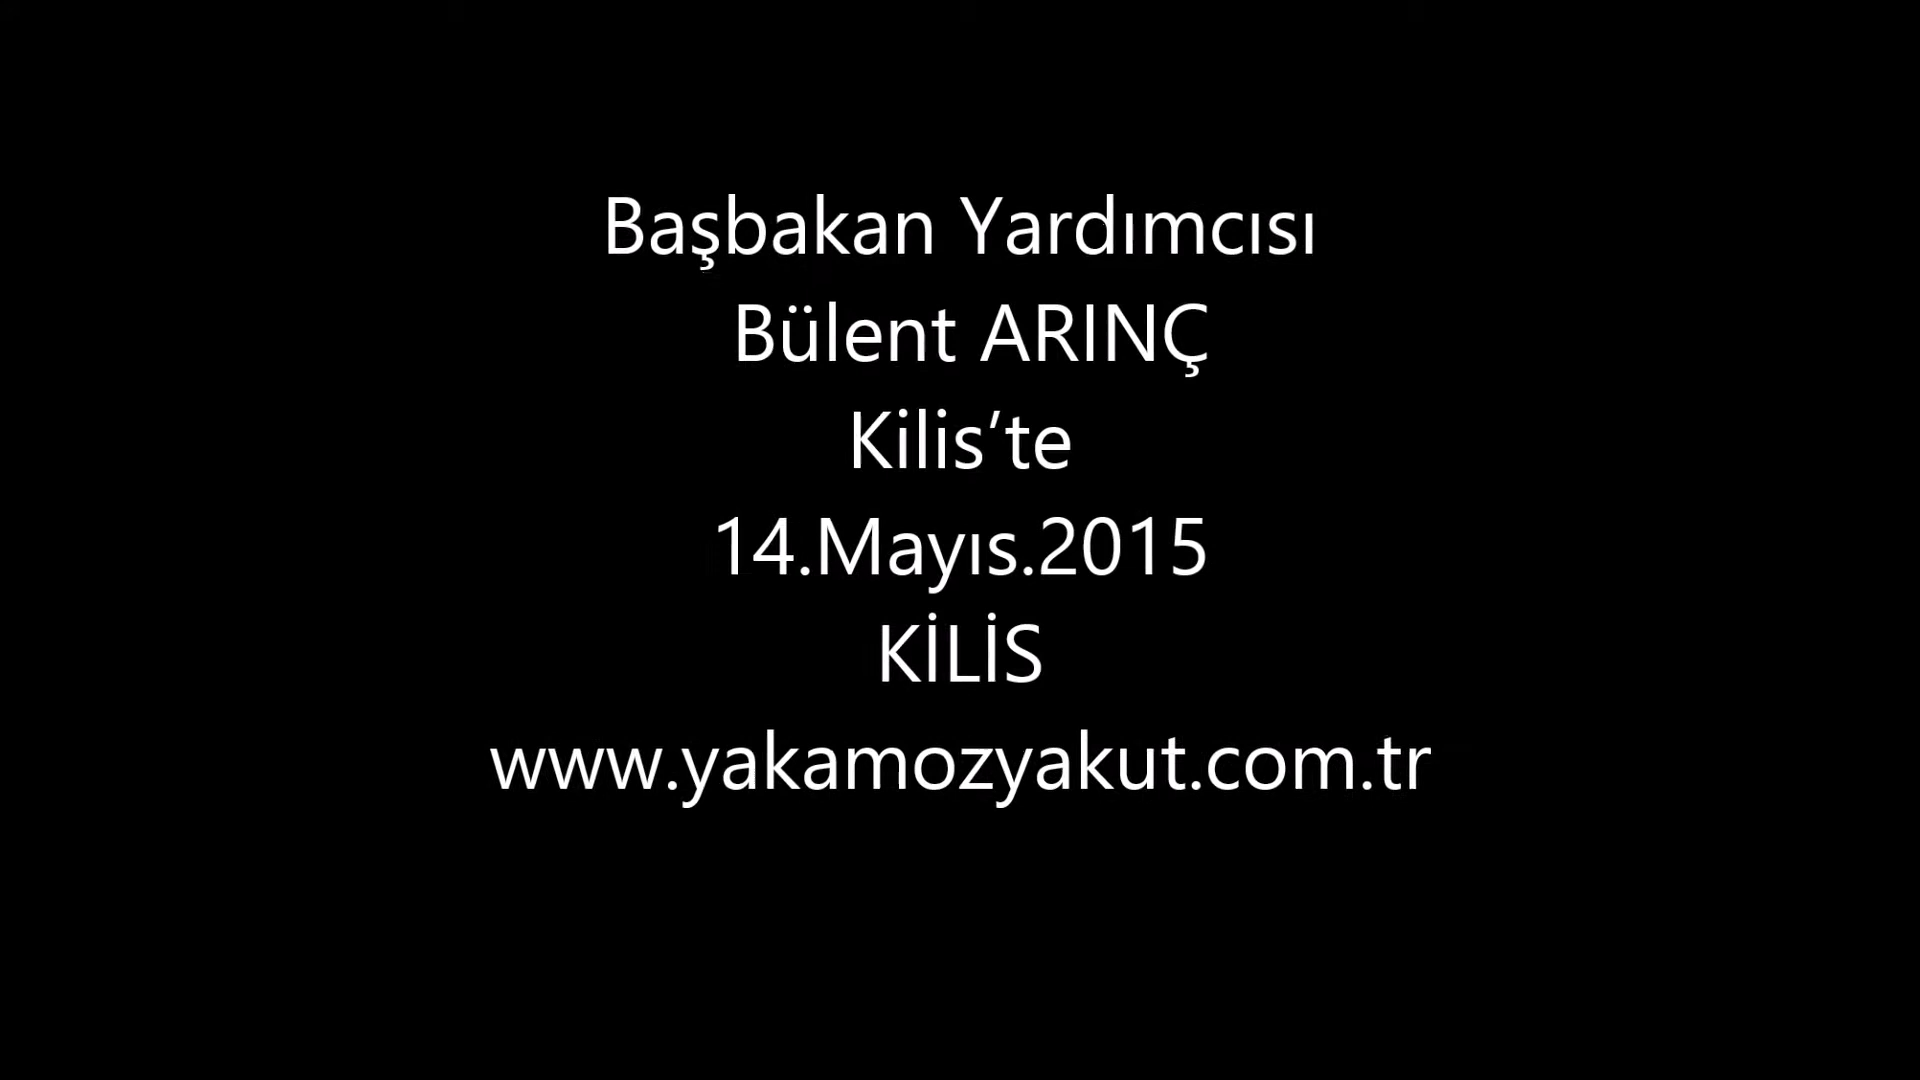 Başbakan Yardımcısı
Bülent ARINÇ
Kilis’te
14.Mayıs.2015
KİLİS
www.yakamozyakut.com.tr